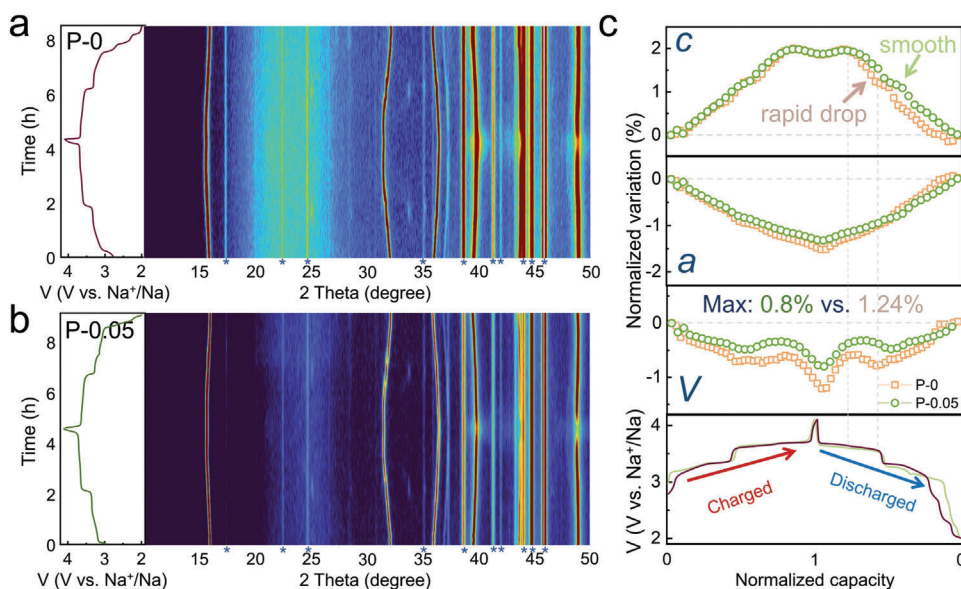 a
P-0
Time (h)
8
6
4
2
0
4 3 2
V (V vs. Na⁺/Na)
15 20 25 30 35 40 45 50
* * * * * * * * * *
2 Theta (degree)
b
P-0.05
Time (h)
8
6
4
2
0
4 3 2
V (V vs. Na⁺/Na)
15 20 25 30 35 40 45 50
* * * * * * * * * *
2 Theta (degree)
c
Normalized variation (%)
c
smooth
rapid drop
2
1
0
0
-1
-2
a
Max: 0.8% vs. 1.24%
0
-1
V
P-0
P-0.05
V (V vs. Na⁺/Na)
4
3
2
Charged
Discharged
0 1 0
Normalized capacity